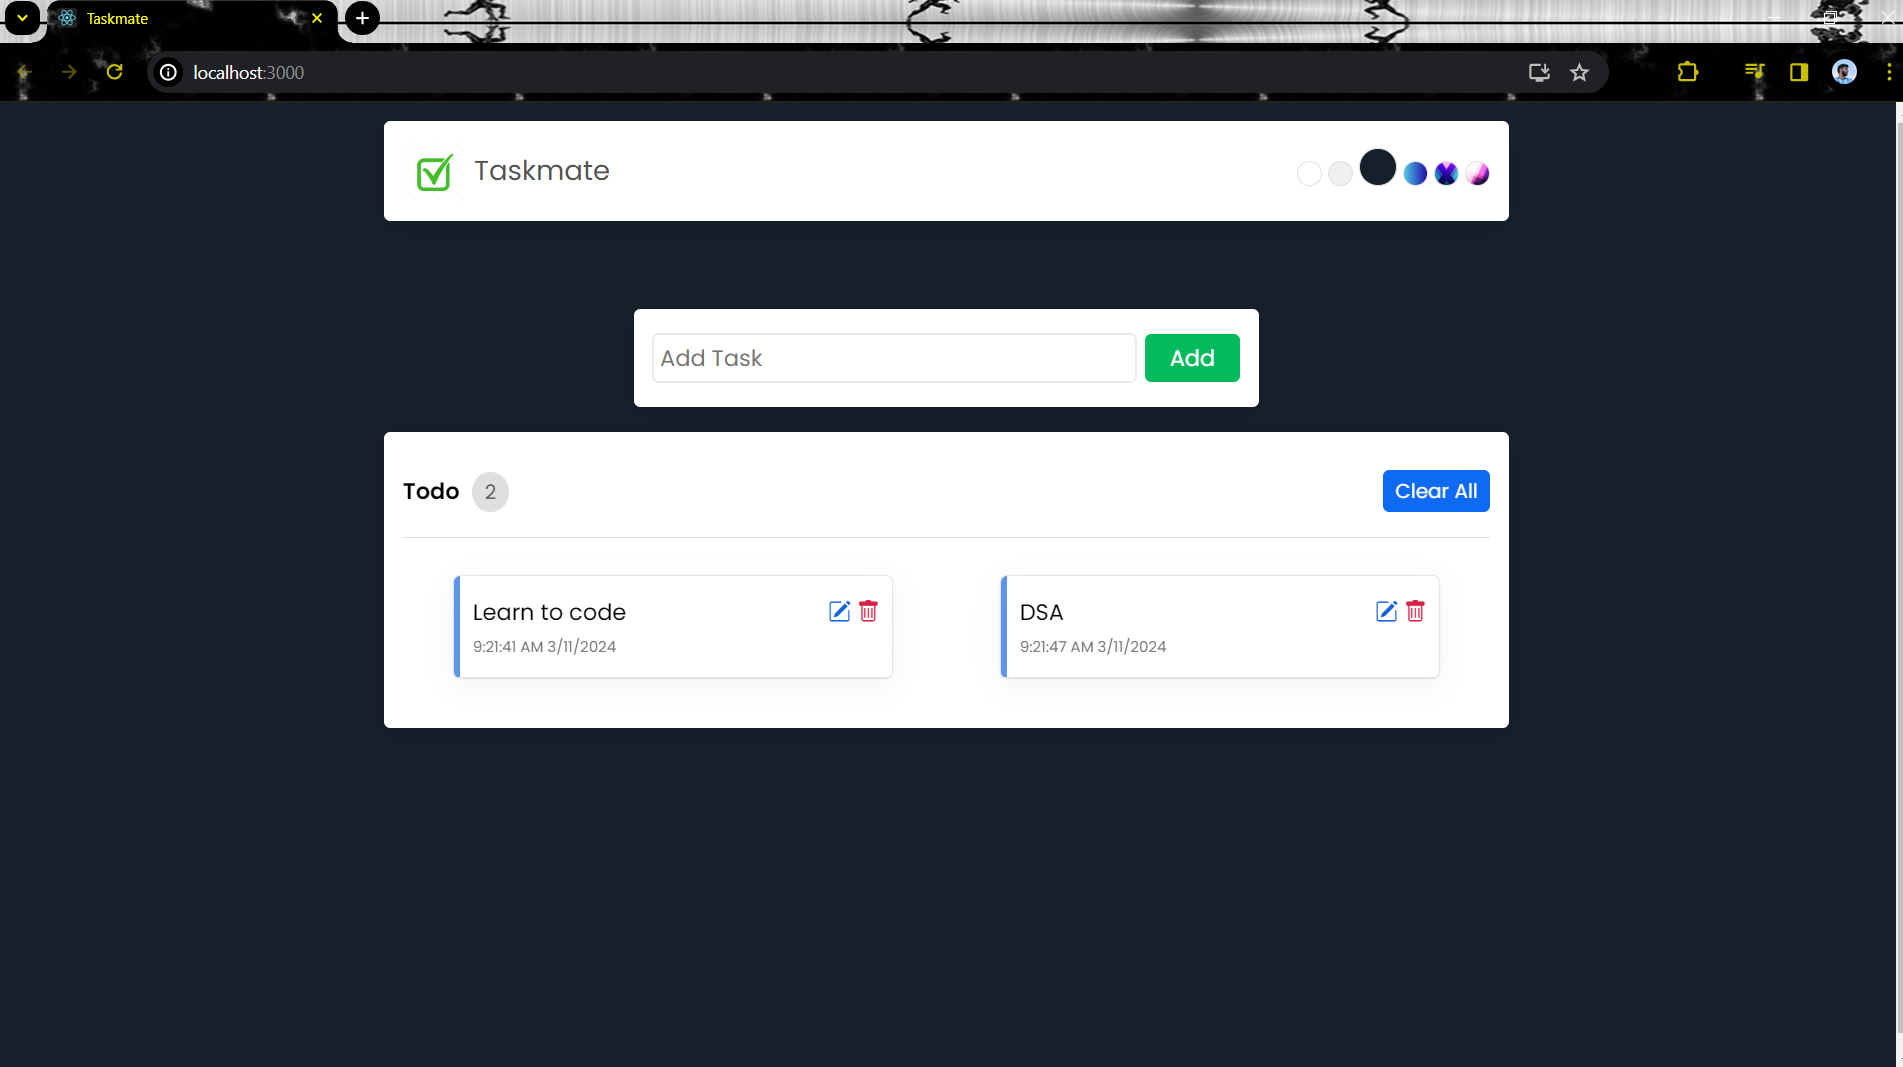 Taskmate
localhost:3000
Taskmate
Add Task
Add
Todo 2
Clear All
Learn to code
9:21:41 AM 3/11/2024
DSA
9:21:47 AM 3/11/2024